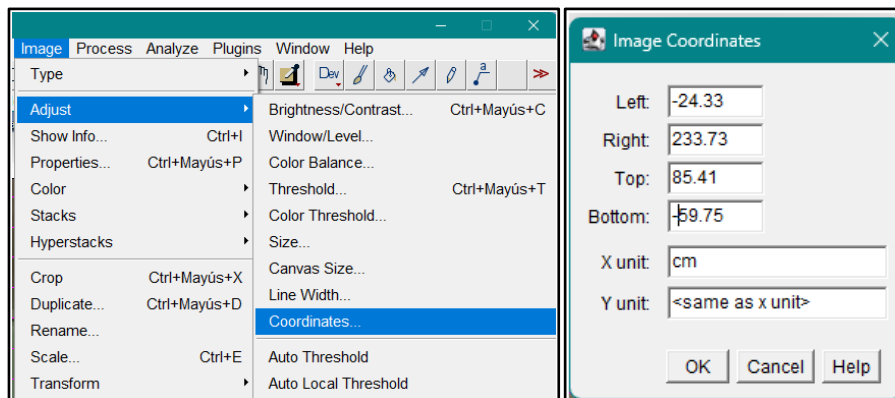 Image Process Analyze Plugins Window Help
Type
Dev
a
>>
Adjust
Show Info... Ctrl+I
Properties... Ctrl+Mayús+P
Color
Stacks
Hyperstacks
Crop Ctrl+Mayús+X
Duplicate... Ctrl+Mayús+D
Rename...
Scale... Ctrl+E
Transform
Brightness/Contrast... Ctrl+Mayús+C
Window/Level...
Color Balance...
Threshold... Ctrl+Mayús+T
Color Threshold...
Size...
Canvas Size...
Line Width...
Coordinates...
Auto Threshold
Auto Local Threshold
Image Coordinates
Left: -24.33
Right: 233.73
Top: 85.41
Bottom: -59.75
X unit: cm
Y unit: <same as x unit>
OK Cancel Help